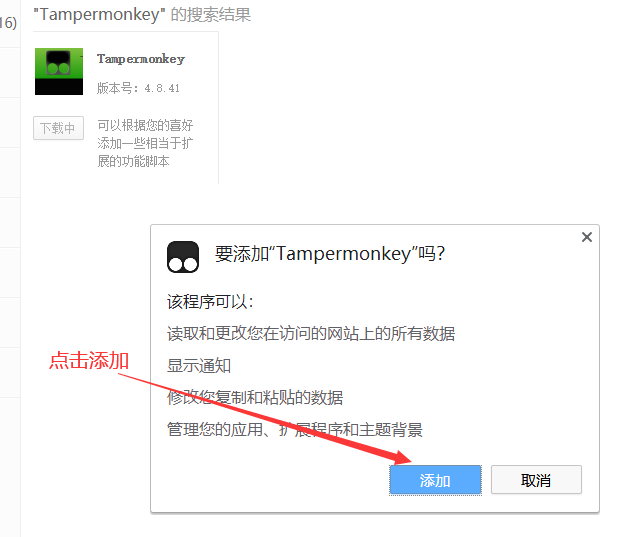 "Tampermonkey" 的搜索结果
16)
Tampermonkey
版本号：4.8.41
下载中
可以根据您的喜好
添加一些相当于扩
展的功能脚本
要添加“Tampermonkey”吗？
该程序可以：
读取和更改您在访问的网站上的所有数据
显示通知
点击添加
修改您复制和粘贴的数据
管理您的应用、扩展程序和主题背景
添加
取消